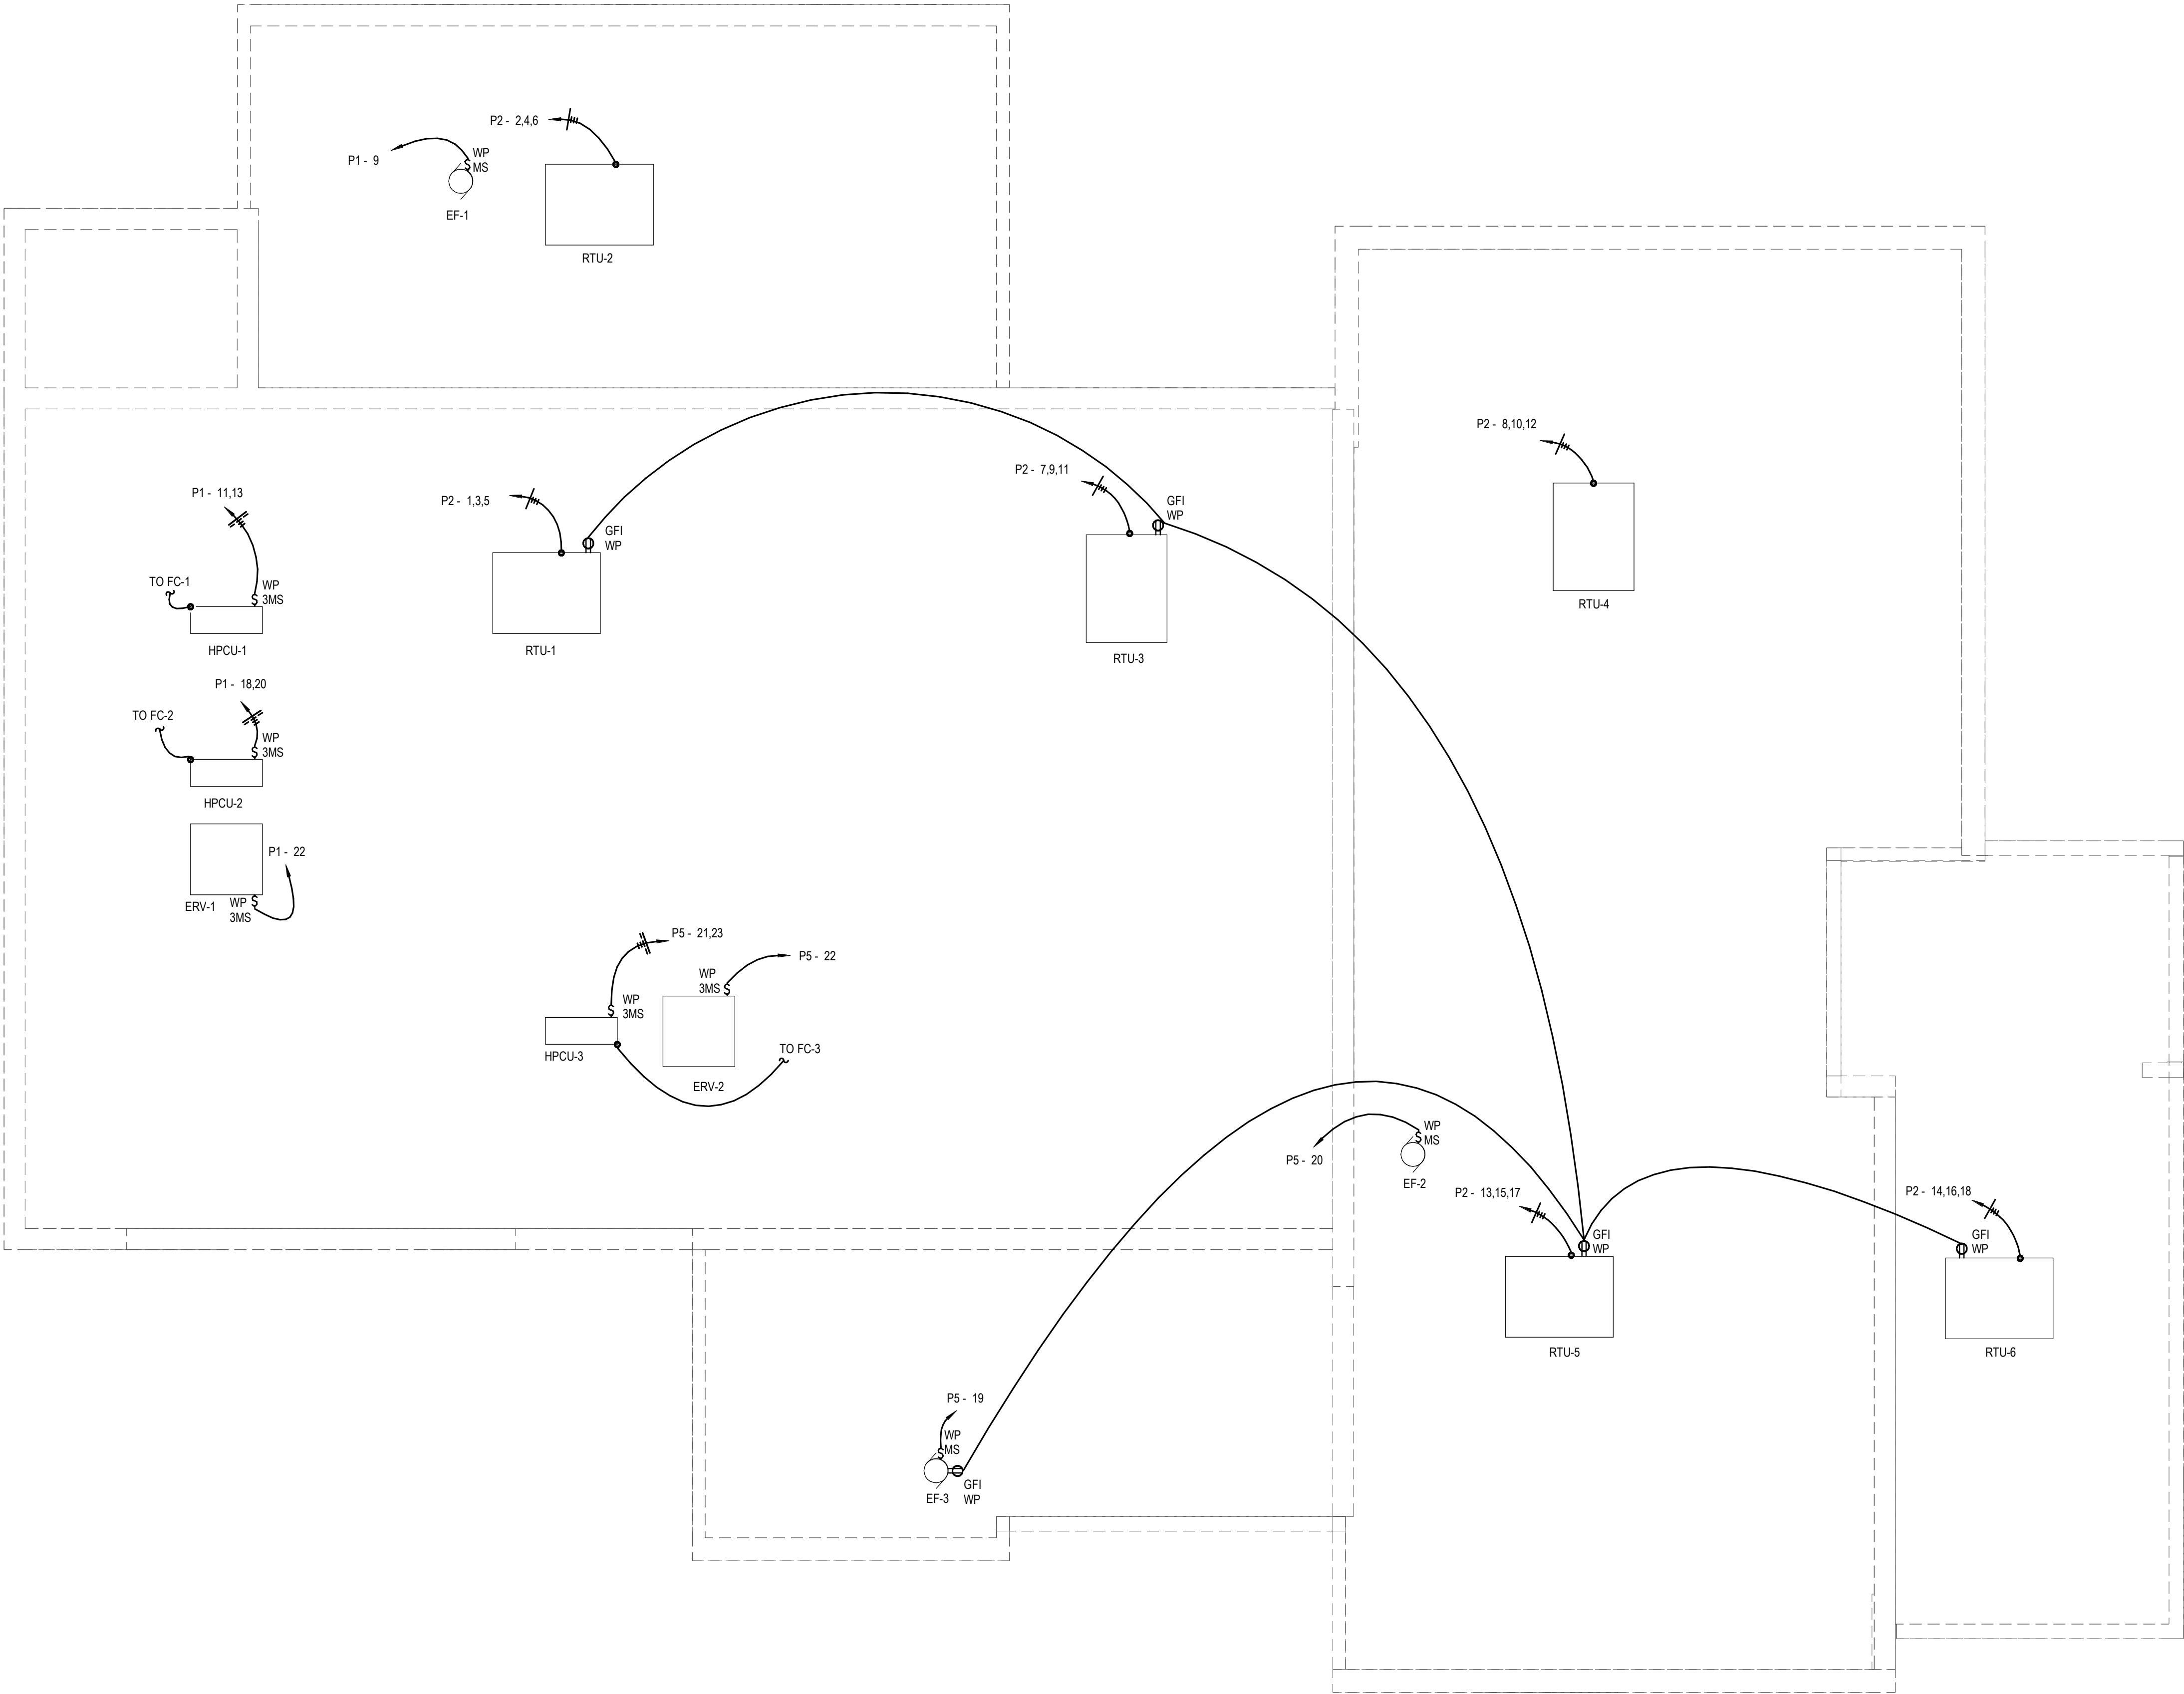 P2 - 2,4,6
P1 - 9
WP
MS
EF-1
RTU-2
P2 - 8,10,12
RTU-4
P1 - 11,13
TO FC-1
WP
3MS
HPCU-1
P2 - 1,3,5
GFI
WP
RTU-1
P2 - 7,9,11
GFI
WP
RTU-3
P1 - 18,20
TO FC-2
WP
3MS
HPCU-2
P1 - 22
ERV-1
WP
3MS
P5 - 21,23
WP
3MS
HPCU-3
P5 - 22
WP
3MS
ERV-2
TO FC-3
WP
MS
P5 - 20
EF-2
P2 - 13,15,17
GFI
WP
RTU-5
P2 - 14,16,18
GFI
WP
RTU-6
P5 - 19
WP
MS
GFI
WP
EF-3